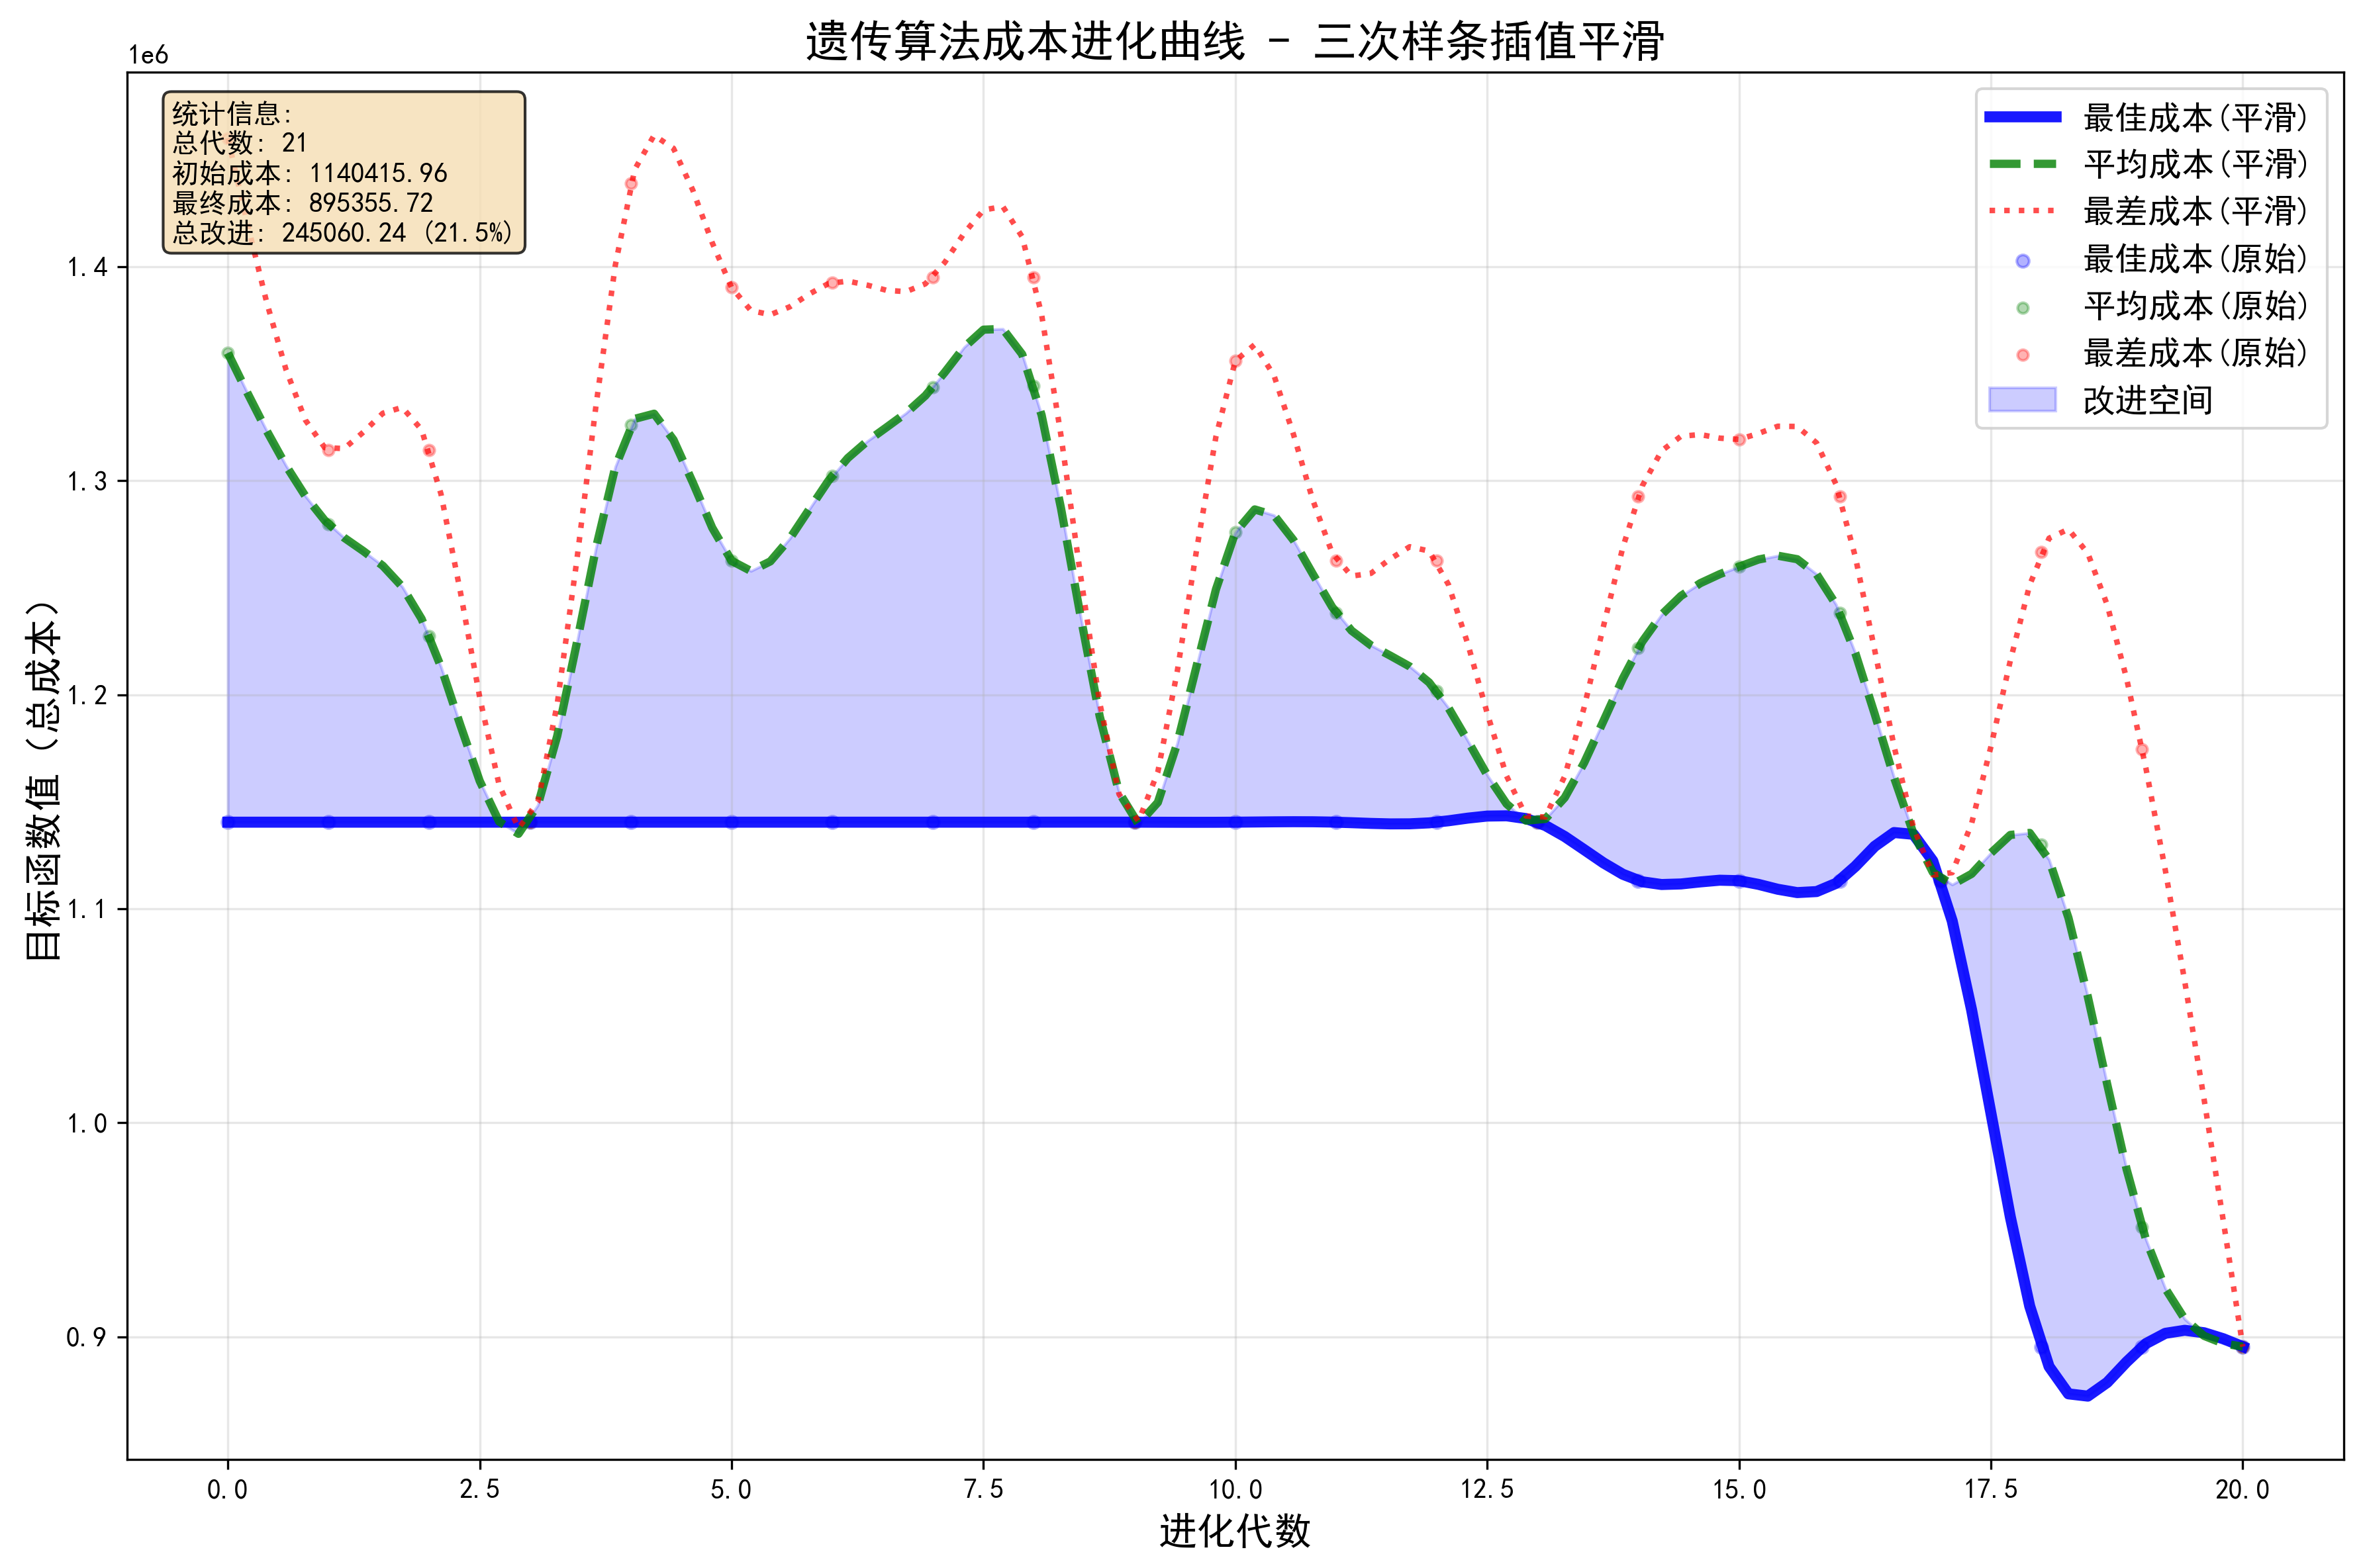 遗传算法成本进化曲线 - 三次样条插值平滑
1e6
统计信息:
总代数: 21
初始成本: 1140415.96
最终成本: 895355.72
总改进: 245060.24 (21.5%)
最佳成本(平滑)
平均成本(平滑)
最差成本(平滑)
最佳成本(原始)
平均成本(原始)
最差成本(原始)
改进空间
目标函数值 (总成本)
1.4
1.3
1.2
1.1
1.0
0.9
0.0 2.5 5.0 7.5 10.0 12.5 15.0 17.5 20.0
进化代数